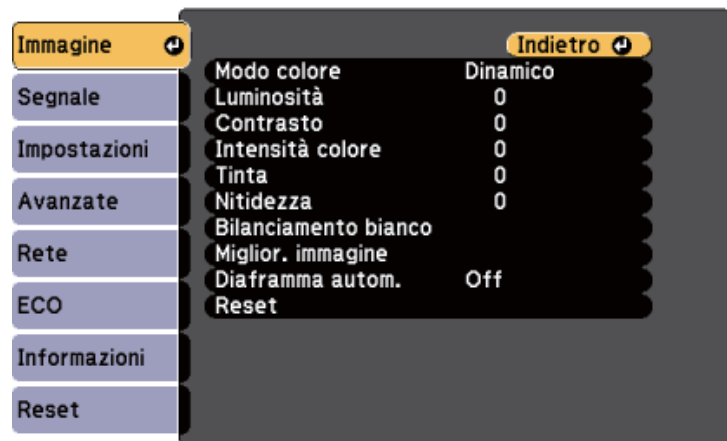 Immagine
Segnale
Impostazioni
Avanzate
Rete
ECO
Informazioni
Reset
Indietro
Modo colore Dinamico
Luminosità 0
Contrasto 0
Intensità colore 0
Tinta 0
Nitidezza 0
Bilanciamento bianco
Miglior. immagine
Diaframma autom. Off
Reset